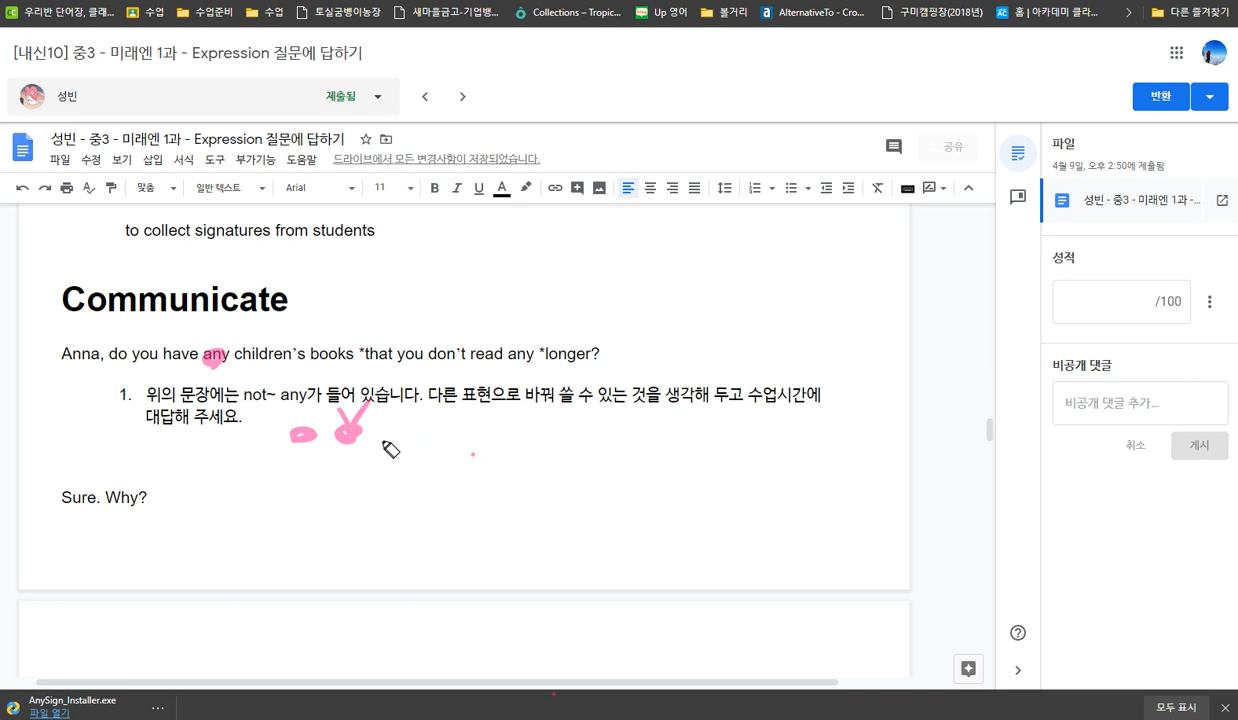 우리반 단어장, 클래... 수업 수업준비 수업 토실굼벵이농장 새마을금고-기업뱅... Collections – Tropic... Up 영어 볼거리 AlternativeTo - Cro... 구미캠핑장(2018년) 홈 | 아카데미 클라... 다른 즐겨찾기
[내신10] 중3 - 미래엔 1과 - Expression 질문에 답하기
성빈 제출됨 반환
성빈 - 중3 - 미래엔 1과 - Expression 질문에 답하기
파일 수정 보기 삽입 서식 도구 부가기능 도움말 드라이브에서 모든 변경사항이 저장되었습니다. 공유
맞춤 일반 텍스트 Arial 11 B I U A
to collect signatures from students
Communicate
Anna, do you have any children’s books *that you don’t read any *longer?
1. 위의 문장에는 not~ any가 들어 있습니다. 다른 표현으로 바꿔 쓸 수 있는 것을 생각해 두고 수업시간에
대답해 주세요.
Sure. Why?
파일
4월 9일, 오후 2:50에 제출됨
성빈 - 중3 - 미래엔 1과 -...
성적
/100
비공개 댓글
비공개 댓글 추가...
취소 게시
AnySign_Installer.exe
파일 열기
모두 표시